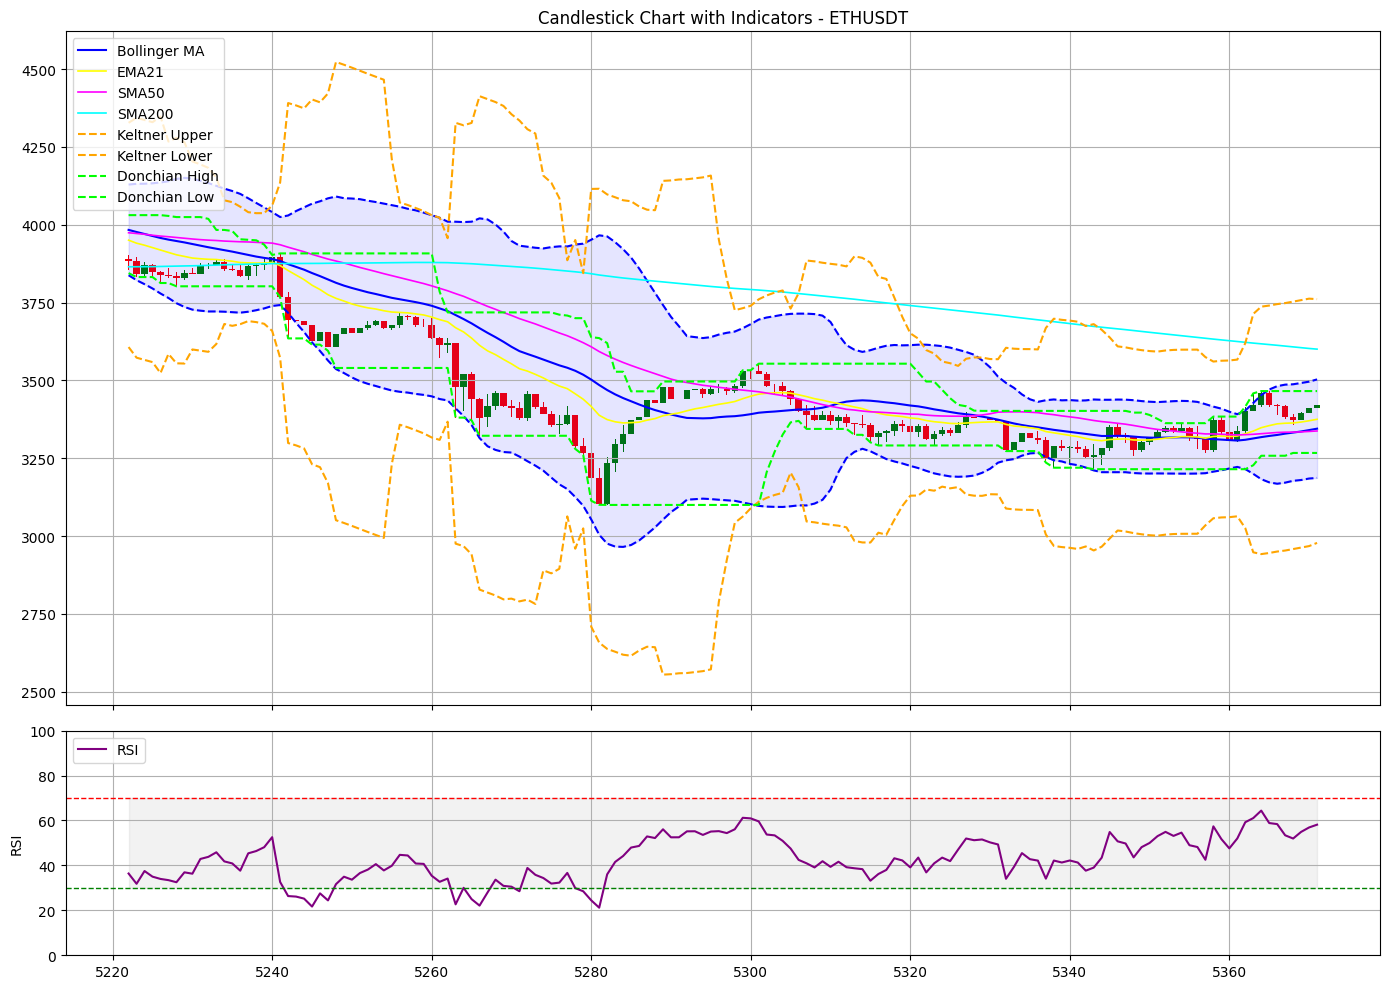 Candlestick Chart with Indicators - ETHUSDT
Bollinger MA
EMA21
SMA50
SMA200
Keltner Upper
Keltner Lower
Donchian High
Donchian Low
4500
4250
4000
3750
3500
3250
3000
2750
2500
RSI
RSI
100
80
60
40
20
0
5220 5240 5260 5280 5300 5320 5340 5360